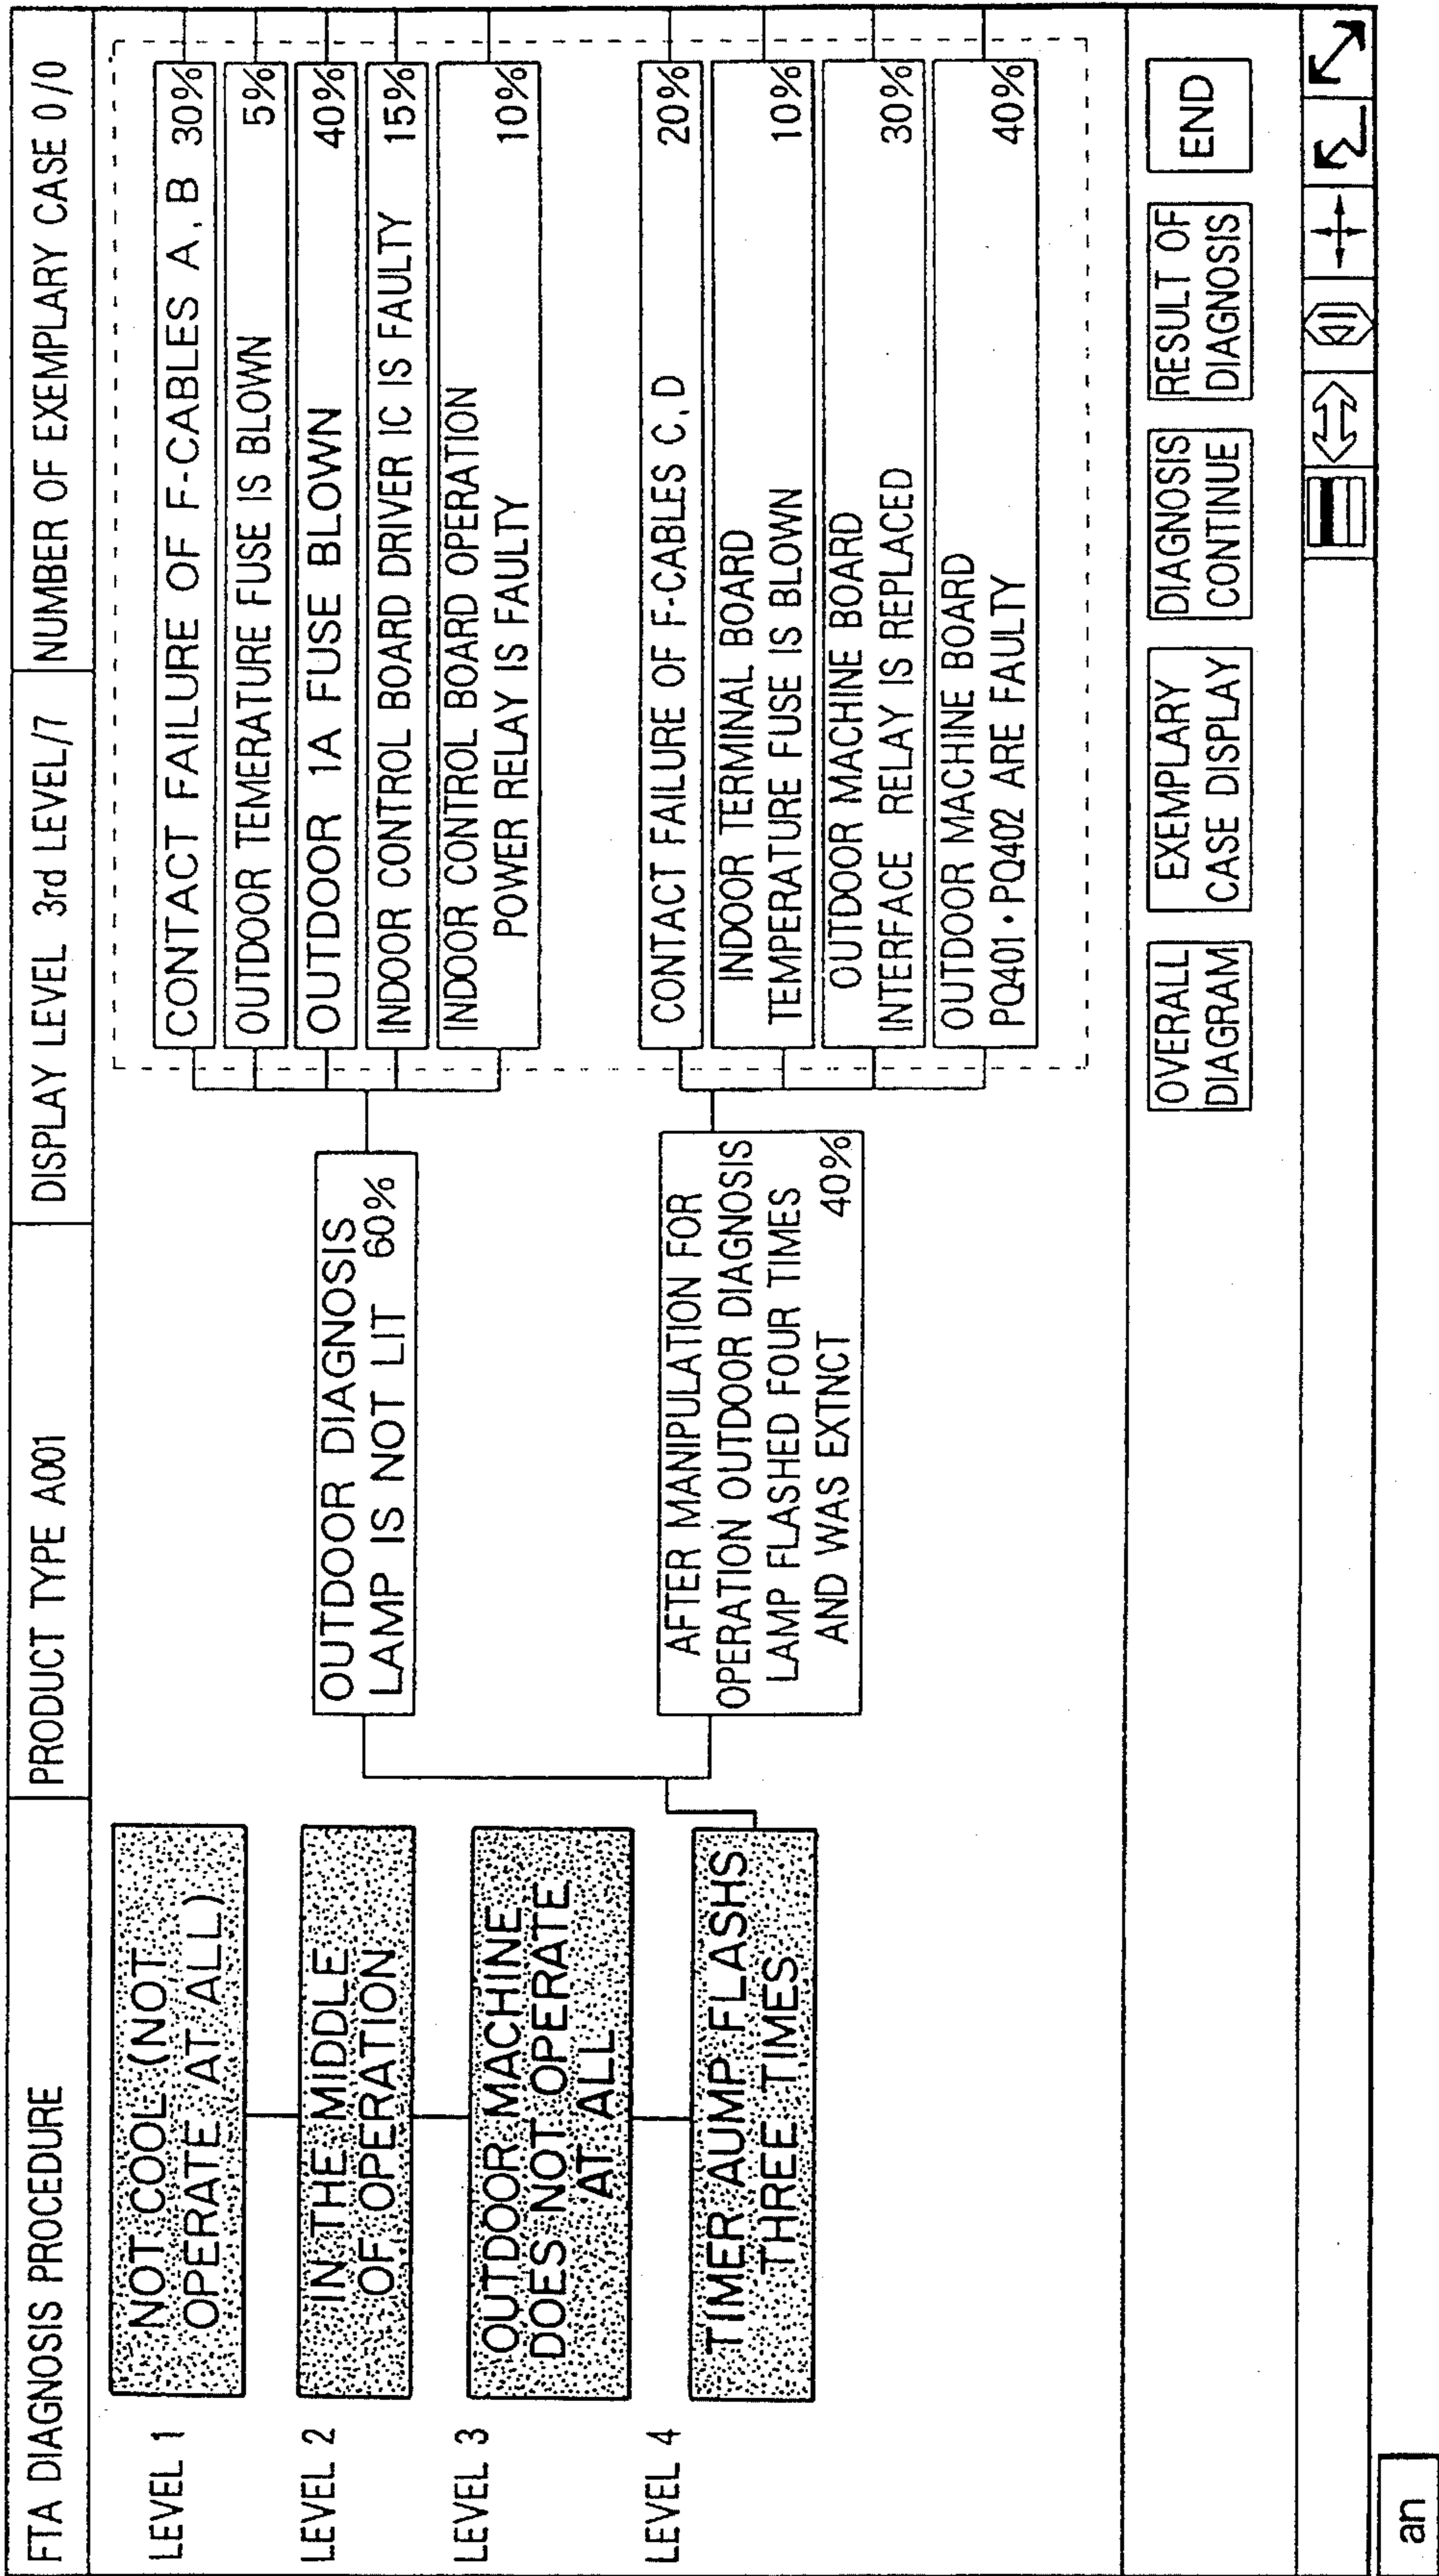 FTA DIAGNOSIS PROCEDURE
PRODUCT TYPE A001
DISPLAY LEVEL 3rd LEVEL/7
NUMBER OF EXEMPLARY CASE 0/0
LEVEL 1
NOT COOL (NOT
OPERATE AT ALL)
LEVEL 2
IN THE MIDDLE
OF OPERATION
LEVEL 3
OUTDOOR MACHINE
DOES NOT OPERATE
AT ALL
LEVEL 4
TIMER AUMP FLASHS
THREE TIMES
OUTDOOR DIAGNOSIS
LAMP IS NOT LIT 60%
AFTER MANIPULATION FOR
OPERATION OUTDOOR DIAGNOSIS
LAMP FLASHED FOUR TIMES
AND WAS EXTNCT 40%
CONTACT FAILURE OF F-CABLES A, B 30%
OUTDOOR TEMERATURE FUSE IS BLOWN 5%
OUTDOOR 1A FUSE BLOWN 40%
INDOOR CONTROL BOARD DRIVER IC IS FAULTY 15%
INDOOR CONTROL BOARD OPERATION
POWER RELAY IS FAULTY 10%
CONTACT FAILURE OF F-CABLES C, D 20%
INDOOR TERMINAL BOARD
TEMPERATURE FUSE IS BLOWN 10%
OUTDOOR MACHINE BOARD
INTERFACE RELAY IS REPLACED 30%
OUTDOOR MACHINE BOARD
PQ401・PQ402 ARE FAULTY 40%
OVERALL
DIAGRAM
EXEMPLARY
CASE DISPLAY
DIAGNOSIS
CONTINUE
RESULT OF
DIAGNOSIS
END
an